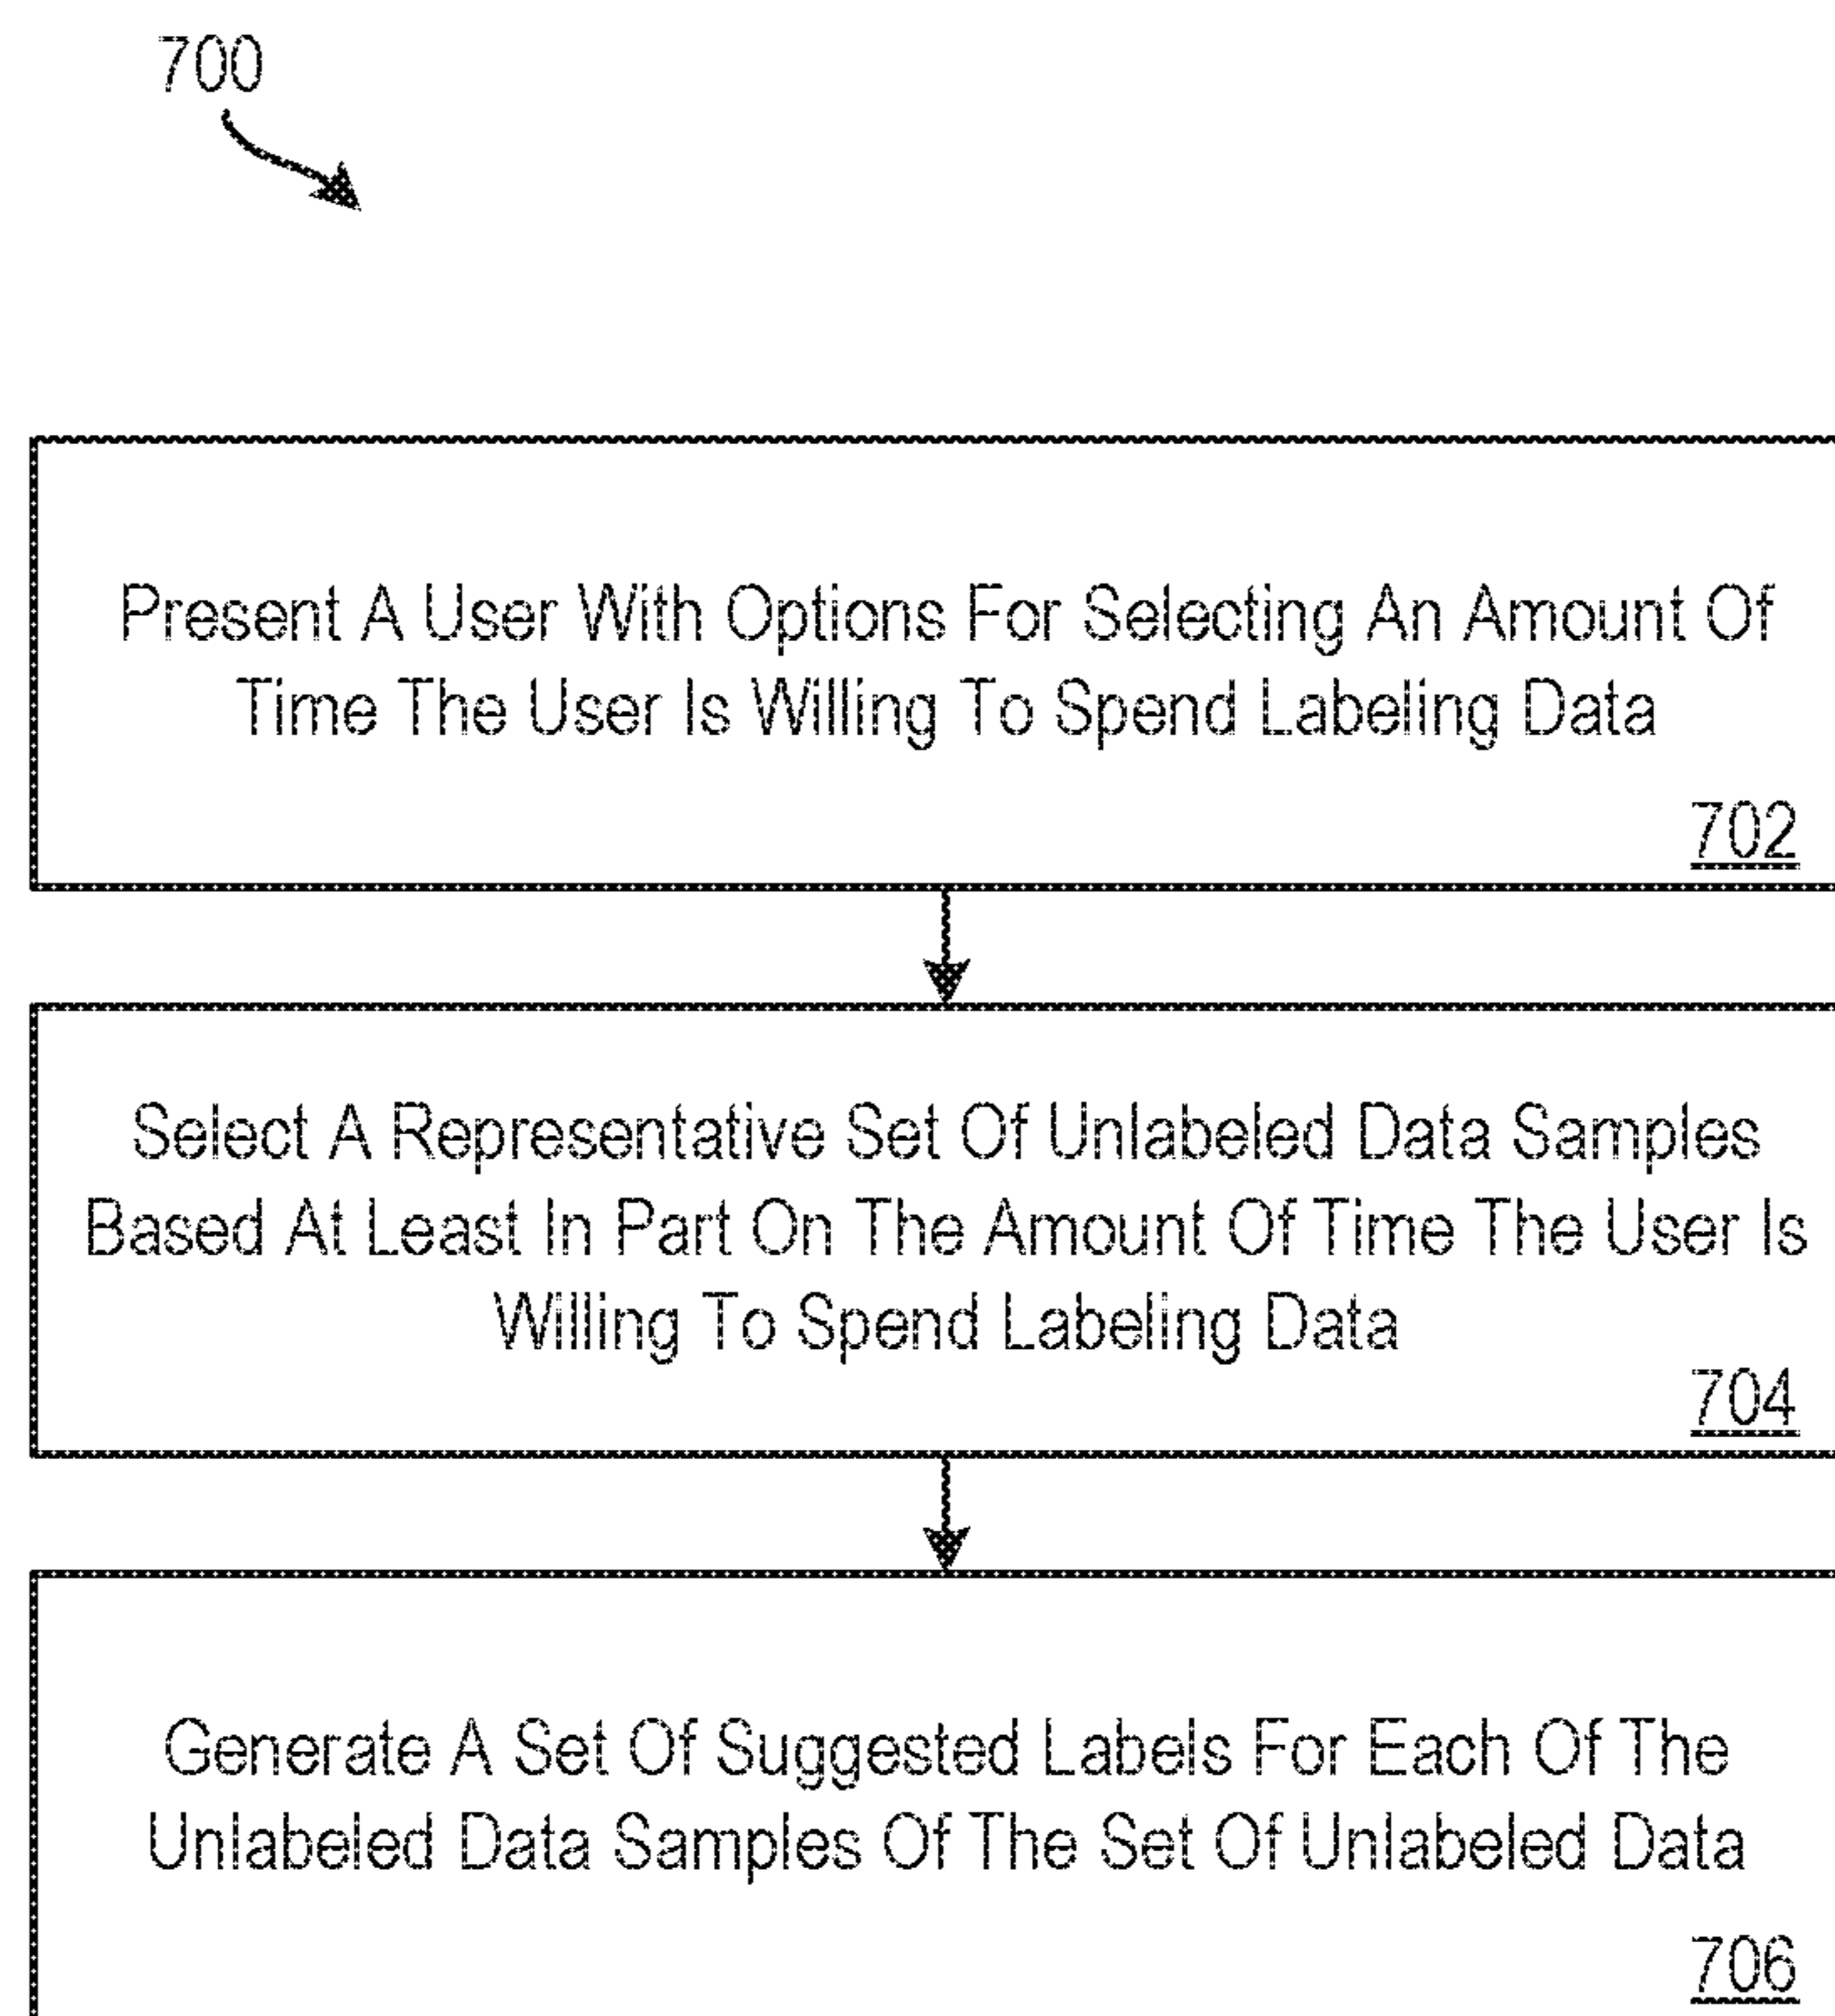 700
Present A User With Options For Selecting An Amount Of
Time The User Is Willing To Spend Labeling Data
702
Select A Representative Set Of Unlabeled Data Samples
Based At Least In Part On The Amount Of Time The User Is
Willing To Spend Labeling Data
704
Generate A Set Of Suggested Labels For Each Of The
Unlabeled Data Samples Of The Set Of Unlabeled Data
706